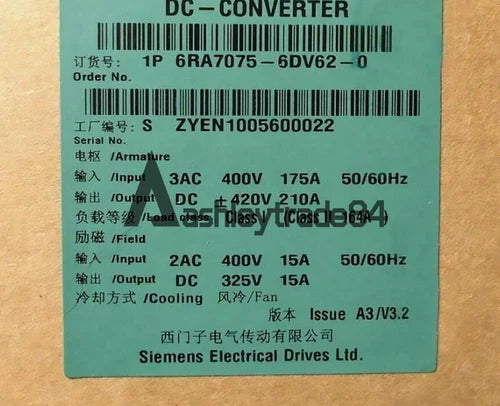 DC-CONVERTER
订货号: 1P 6RA7075-6DV62-0
Order No.
工厂编号: S ZYEN1005600022
Serial No.
电枢 /Armature
输入 /Input 3AC 400V 175A 50/60Hz
输出 /Output DC ±420V 210A
负载等级 /Load class Class I (Class II 164A )
励磁 /Field
输入 /Input 2AC 400V 15A 50/60Hz
输出 /Output DC 325V 15A
冷却方式 /Cooling 风冷/Fan
版本 Issue A3/V3.2
西门子电气传动有限公司
Siemens Electrical Drives Ltd.
ashleytrade84